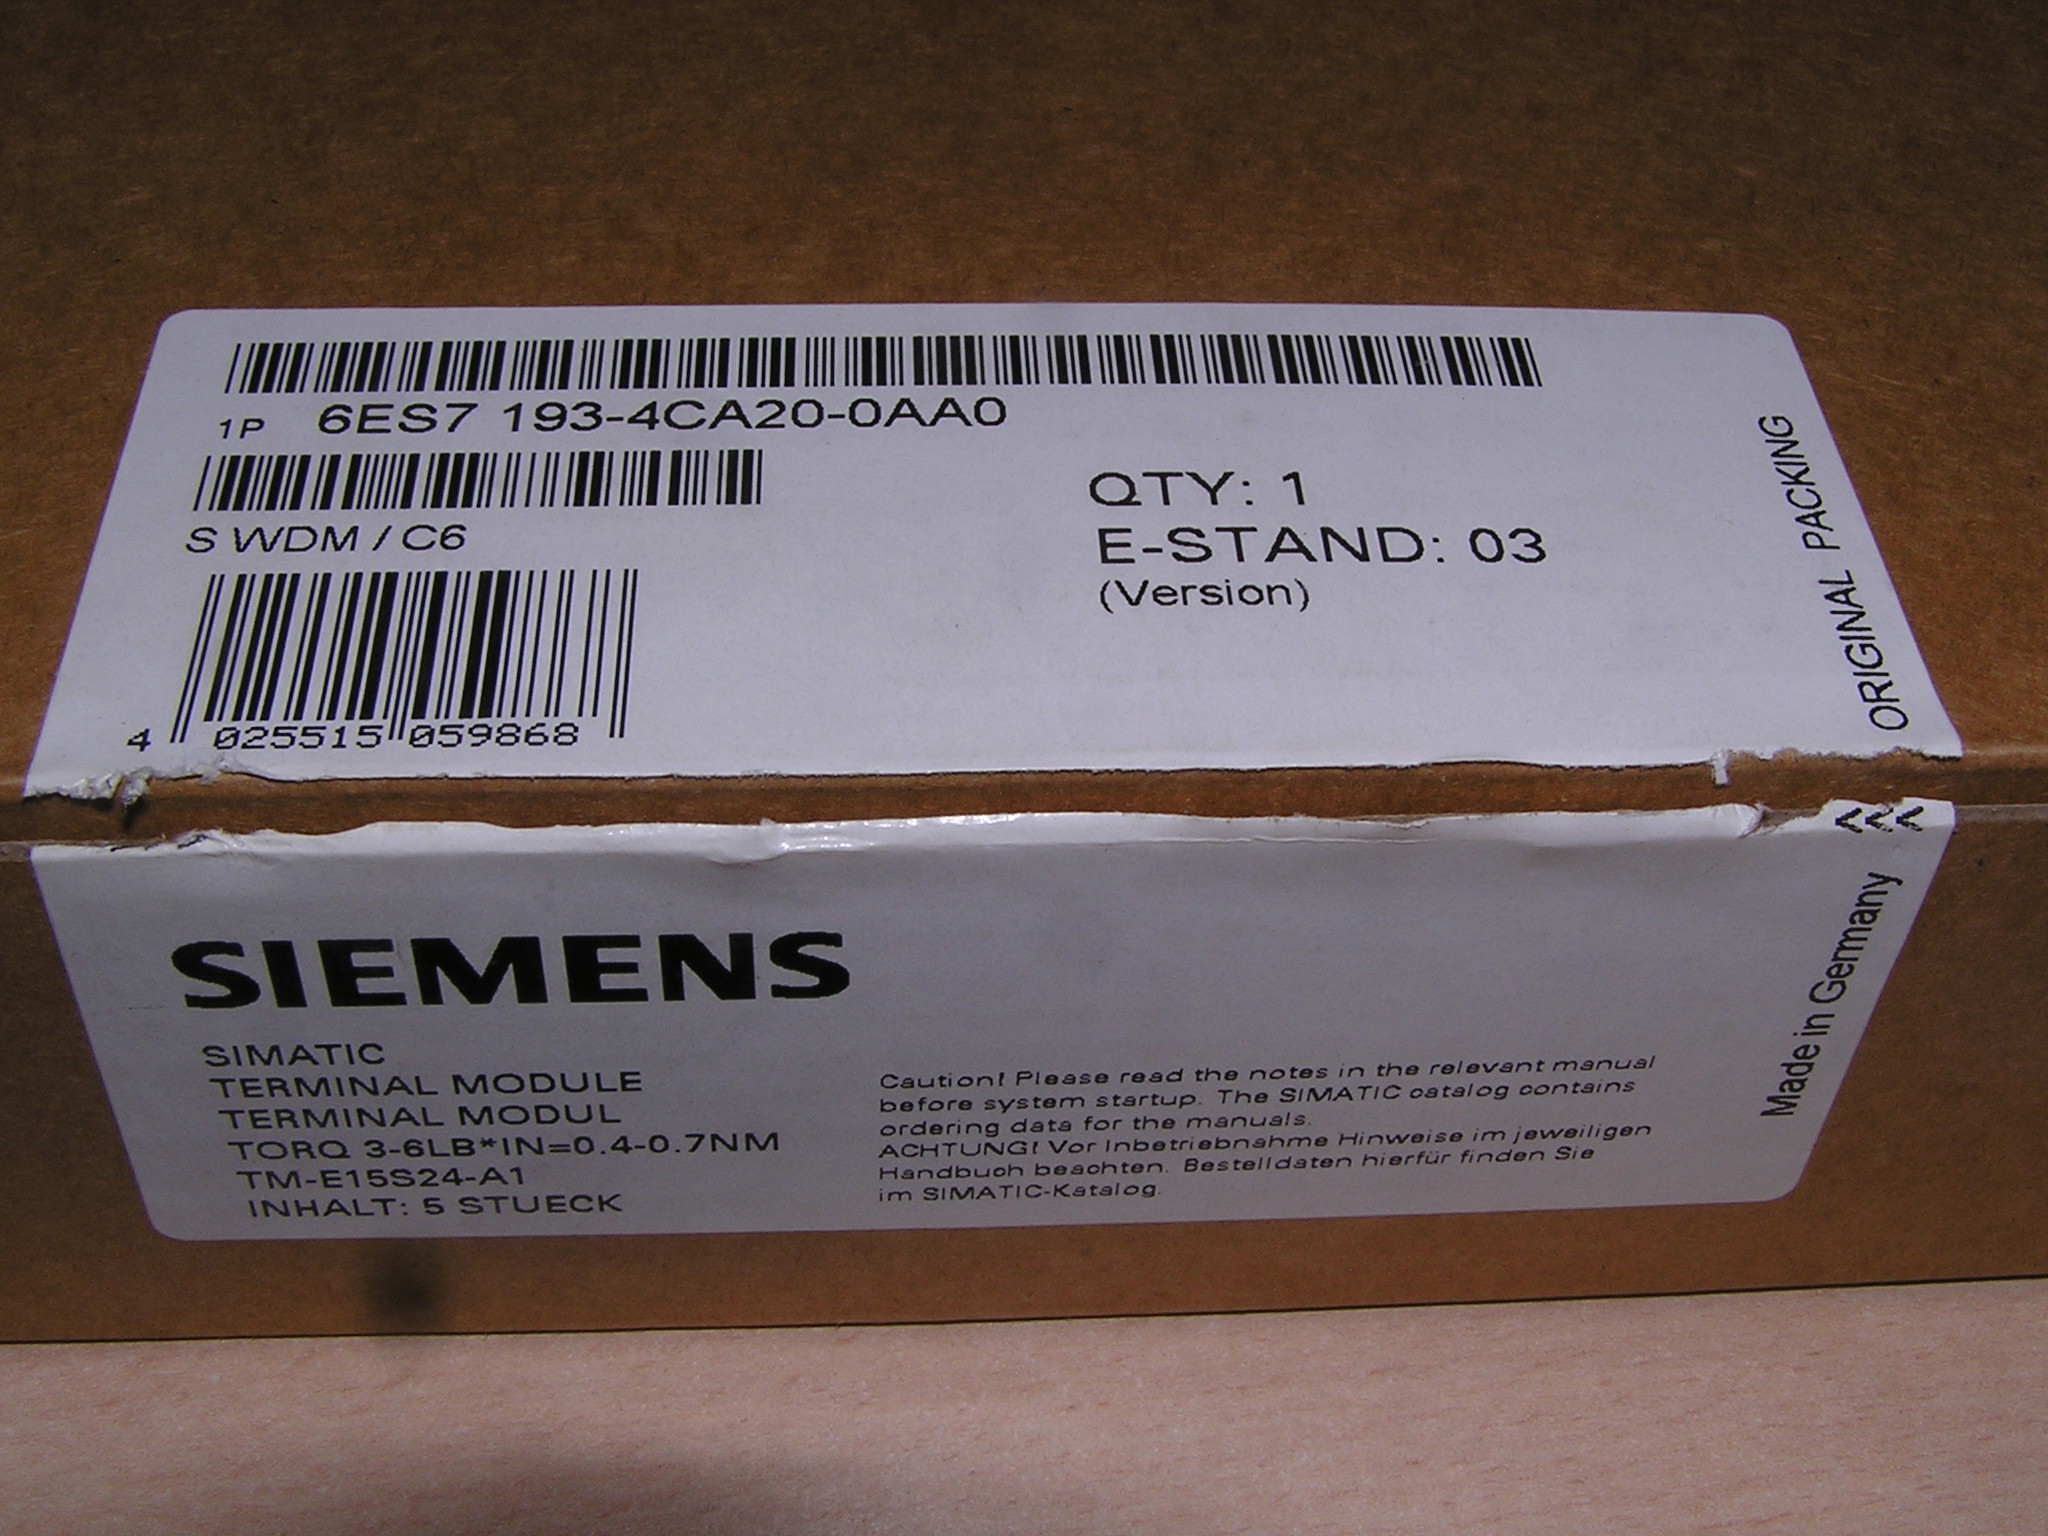 1P 6ES7 193-4CA20-0AA0
S WDM / C6
QTY: 1
E-STAND: 03
(Version)
4 025515 059868
ORIGINAL PACKING
<<<
Made in Germany
SIEMENS
SIMATIC
TERMINAL MODULE
TERMINAL MODUL
TORQ 3-6LB*IN=0.4-0.7NM
TM-E15S24-A1
INHALT: 5 STUECK
Caution! Please read the notes in the relevant manual
before system startup. The SIMATIC catalog contains
ordering data for the manuals.
ACHTUNG! Vor Inbetriebnahme Hinweise im jeweiligen
Handbuch beachten. Bestelldaten hierfür finden Sie
im SIMATIC-Katalog.